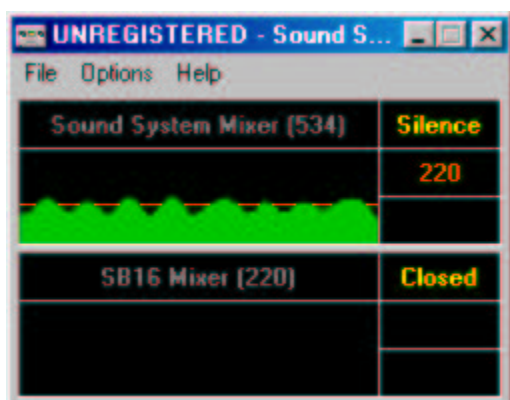 UNREGISTERED - Sound S...
File Options Help
Sound System Mixer (534) Silence
220
SB16 Mixer (220) Closed